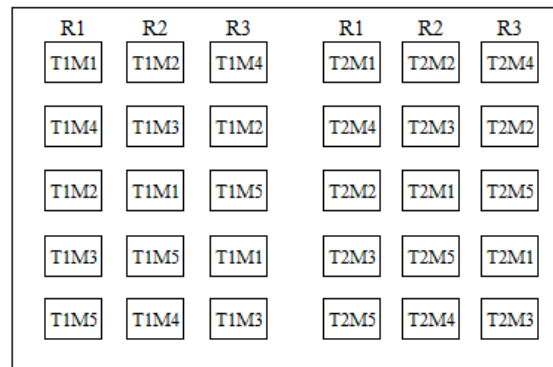 R1 R2 R3 R1 R2 R3
T1M1 T1M2 T1M4 T2M1 T2M2 T2M4
T1M4 T1M3 T1M2 T2M4 T2M3 T2M2
T1M2 T1M1 T1M5 T2M2 T2M1 T2M5
T1M3 T1M5 T1M1 T2M3 T2M5 T2M1
T1M5 T1M4 T1M3 T2M5 T2M4 T2M3